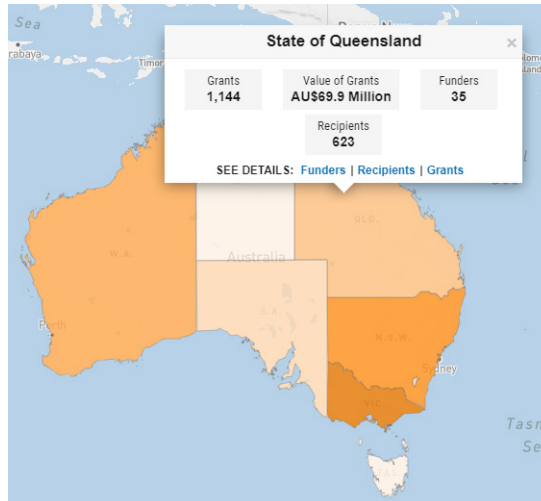 Sea
rabaya
Timor
State of Queensland
×
Grants
1,144
Value of Grants
AU$69.9 Million
Funders
35
Recipients
623
SEE DETAILS: Funders | Recipients | Grants
QLD.
Australia
W.A.
S.A.
Perth
N.S.W.
Sydney
VIC.
Tasm
Se
TAS.